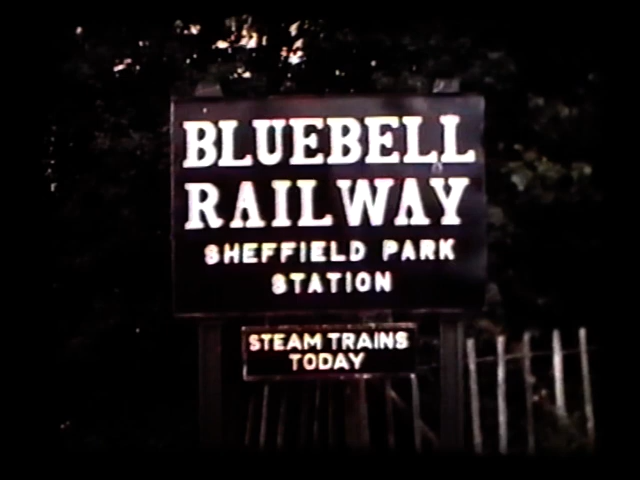 BLUEBELL
RAILWAY
SHEFFIELD PARK
STATION
STEAM TRAINS
TODAY